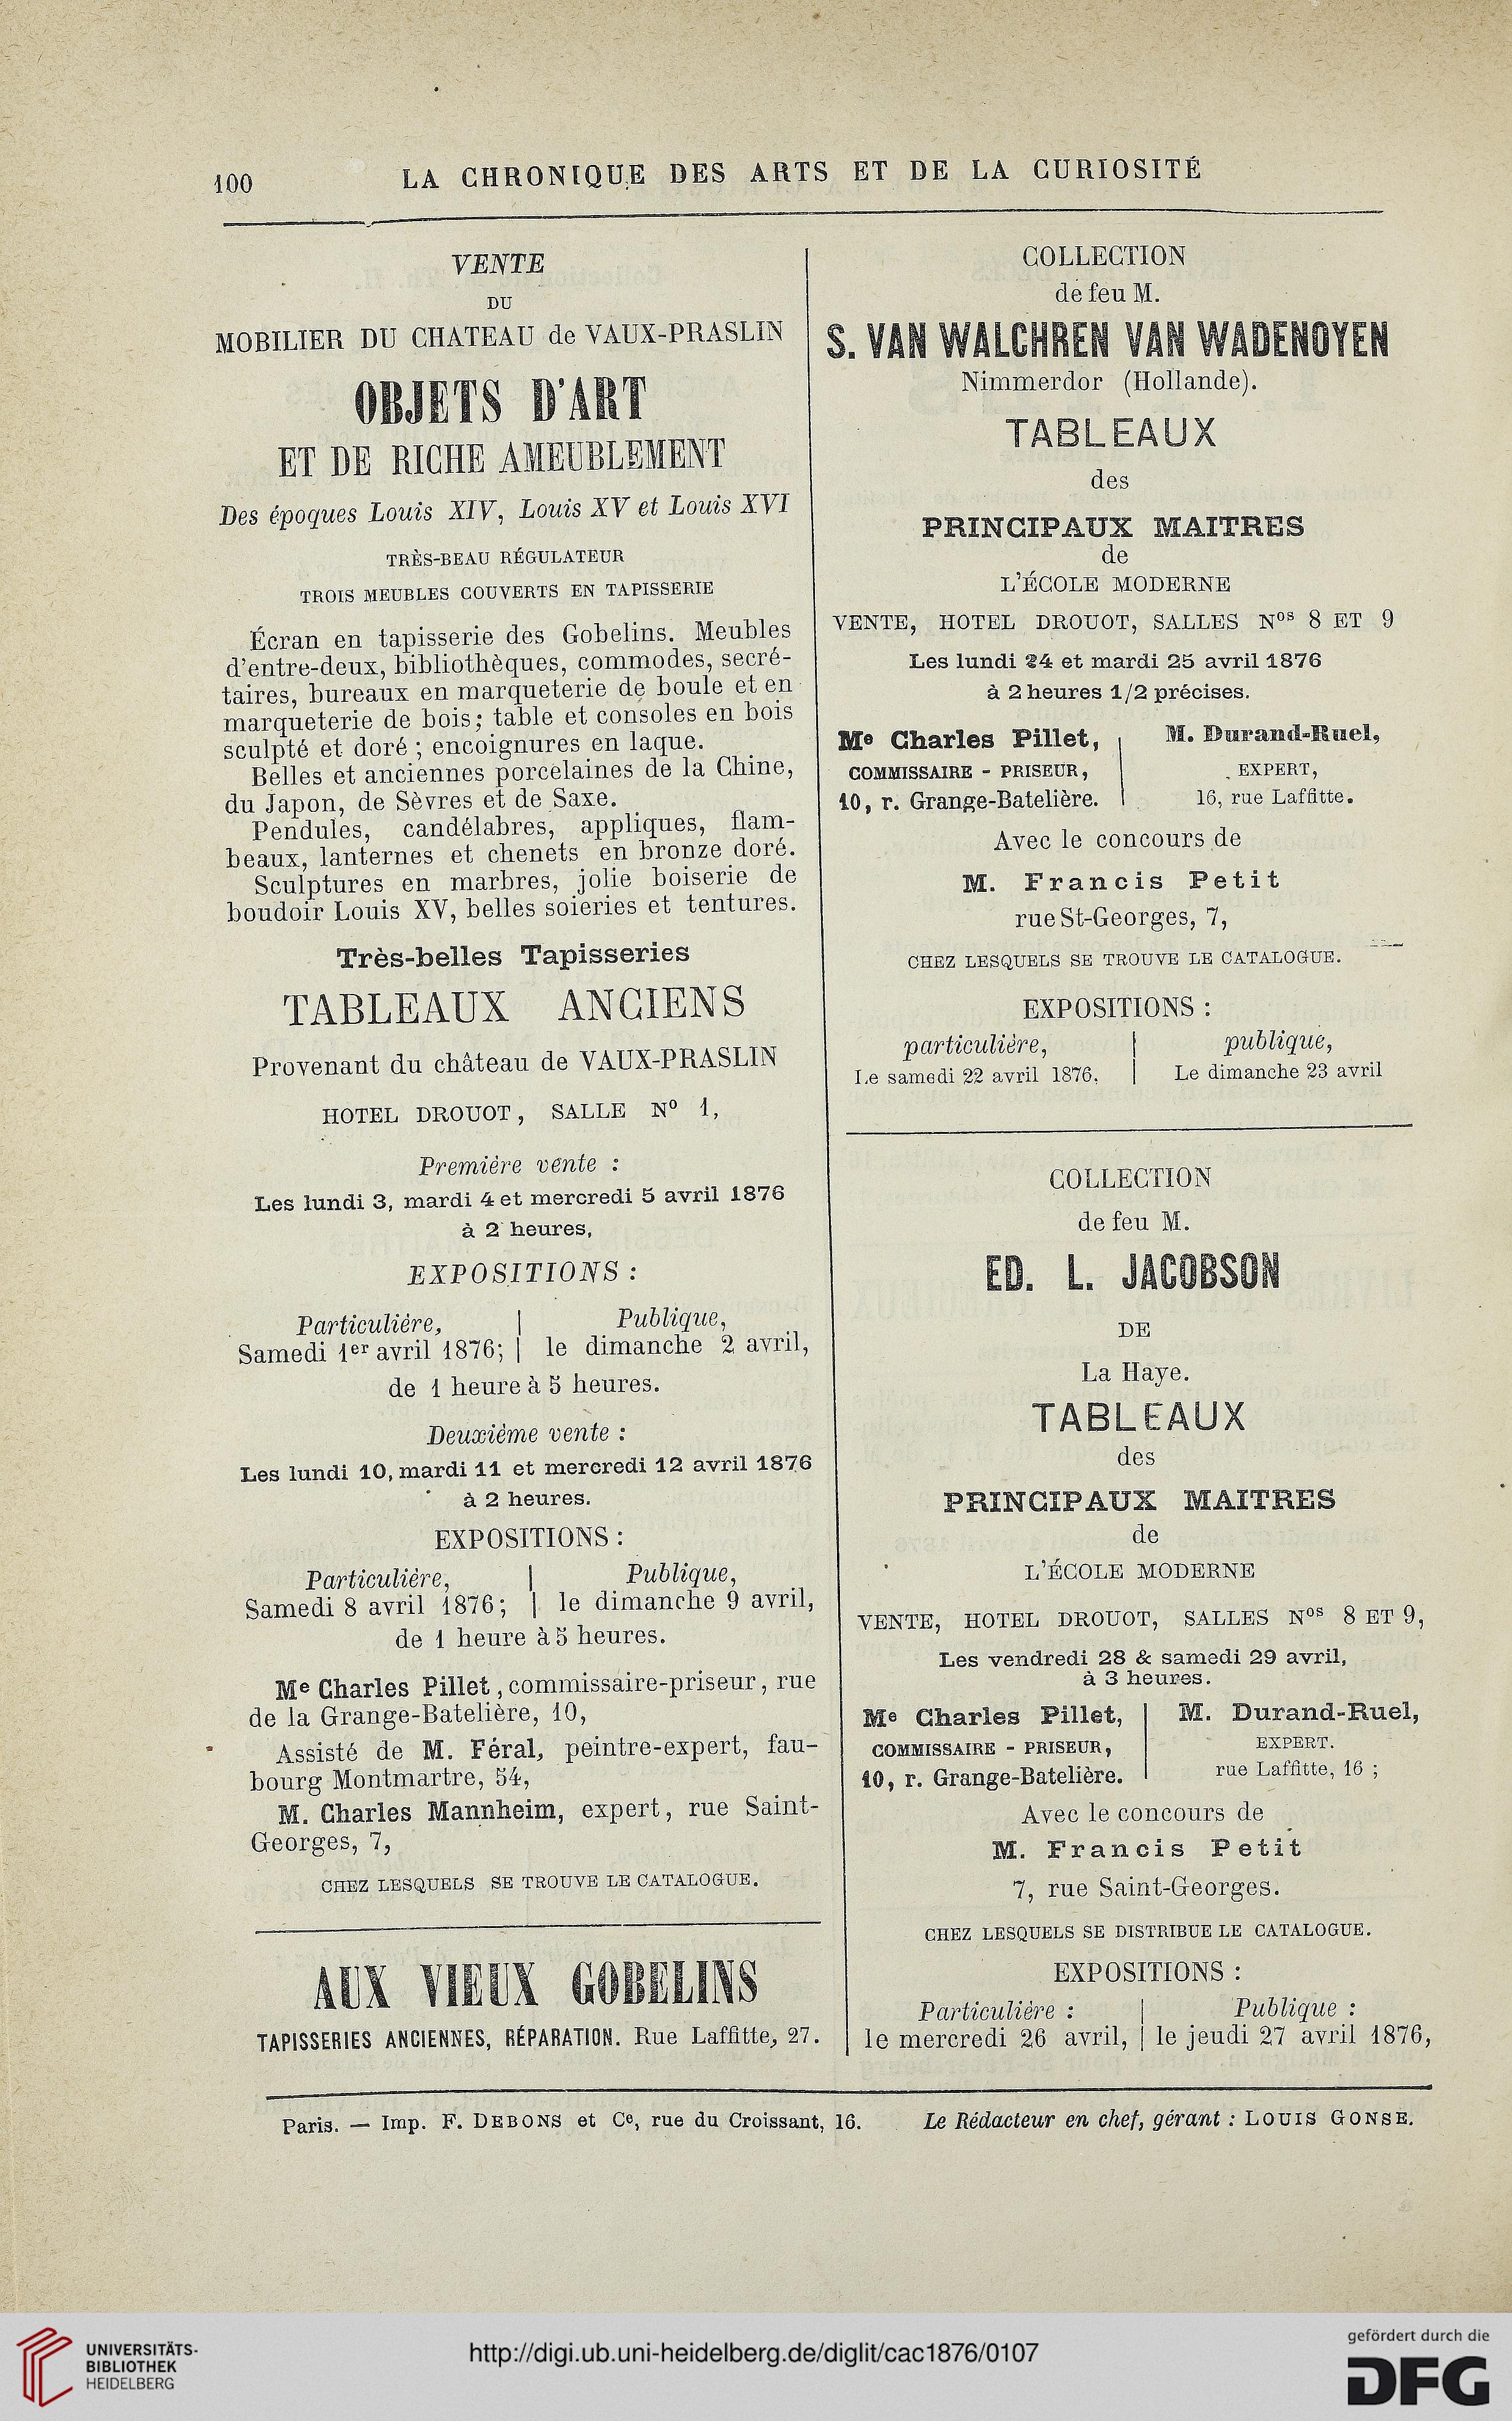 100
LA CHRONIQUE DES ARTS ET DE LA CURIOSITÉ
VENTE
DU
MOBILIER DU CHATEAU de VAUX-PRASLIN
OBJETS D'ART
ET DE RICHE AMEUBLEMENT
Des époques Louis XIV, Louis XV et Louis XVI
TRÈS-BEAU RÉGULATEUR
TROIS MEUBLES COUVERTS EN TAPISSERIE
Écran en tapisserie des Gobelins. Meubles
d'entre-deux, bibliothèques, commodes, secré-
taires, bureaux en marqueterie de boule et en
marqueterie de bois; table et consoles en bois
sculpté et doré; encoignures en laque.
Belles et anciennes porcelaines de la Chine,
du Japon, de Sèvres et de Saxe.
Pendules, candélabres, appliques, flam-
beaux, lanternes et chenets en bronze doré.
Sculptures en marbres, jolie boiserie de
boudoir Louis XV, belles soieries et tentures.
Très-belles Tapisseries
TABLEAUX ANCIENS
Provenant du château de VAUX-PRASLIN
HOTEL DROUOT, SALLE Nº 1,
Première vente :
Les lundi 3, mardi 4 et mercredi 5 avril 1876
à 2 heures,
EXPOSITIONS :
Particulière, | Publique,
Samedi 1er avril 1876; | le dimanche 2 avril,
de 1 heure à 5 heures.
Deuxième vente :
Les lundi 10, mardi 11 et mercredi 12 avril 1876
à 2 heures.
EXPOSITIONS :
Particulière, | Publique,
Samedi 8 avril 1876; | le dimanche 9 avril,
de 1 heure à 5 heures.
Me Charles Pillet, commissaire-priseur, rue
de la Grange-Batelière, 10,
Assisté de M. Féral, peintre-expert, fau-
bourg Montmartre, 54,
M. Charles Mannheim, expert, rue Saint-
Georges, 7,
CHEZ LESQUELS SE TROUVE LE CATALOGUE.
AUX VIEUX GOBELINS
TAPISSERIES ANCIENNES, RÉPARATION. Rue Laffitte, 27.
COLLECTION
de feu M.
S. VAN WALCHREN VAN WADENOYEN
Nimmerdor (Hollande).
TABLEAUX
des
PRINCIPAUX MAITRES
de
L'ÉCOLE MODERNE
VENTE, HOTEL DROUOT, SALLES Nos 8 ET 9
Les lundi 24 et mardi 25 avril 1876
à 2 heures 1/2 précises.
Me Charles Pillet, | M. Durand-Ruel,
COMMISSAIRE - PRISEUR, | EXPERT,
10, r. Grange-Batelière. | 16, rue Laffitte.
Avec le concours de
M. Francis Petit
rue St-Georges, 7,
CHEZ LESQUELS SE TROUVE LE CATALOGUE.
EXPOSITIONS :
particulière, | publique,
Le samedi 22 avril 1876. | Le dimanche 23 avril
COLLECTION
de feu M.
ED. L. JACOBSON
DE
La Haye.
TABLEAUX
des
PRINCIPAUX MAITRES
de
L'ÉCOLE MODERNE
VENTE, HOTEL DROUOT, SALLES Nos 8 ET 9,
Les vendredi 28 & samedi 29 avril,
à 3 heures.
Me Charles Pillet, | M. Durand-Ruel,
COMMISSAIRE - PRISEUR, | EXPERT.
10, r. Grange-Batelière. | rue Laffitte, 16 ;
Avec le concours de
M. Francis Petit
7, rue Saint-Georges.
CHEZ LESQUELS SE DISTRIBUE LE CATALOGUE.
EXPOSITIONS :
Particulière : | Publique :
le mercredi 26 avril, | le jeudi 27 avril 1876,
Paris. — Imp. F. DEBONS et Ce, rue du Croissant, 16. Le Rédacteur en chef, gérant : LOUIS GONSE.
UNIVERSITÄTS-
BIBLIOTHEK
HEIDELBERG
http://digi.ub.uni-heidelberg.de/diglit/cac1876/0107
gefördert durch die
DFG